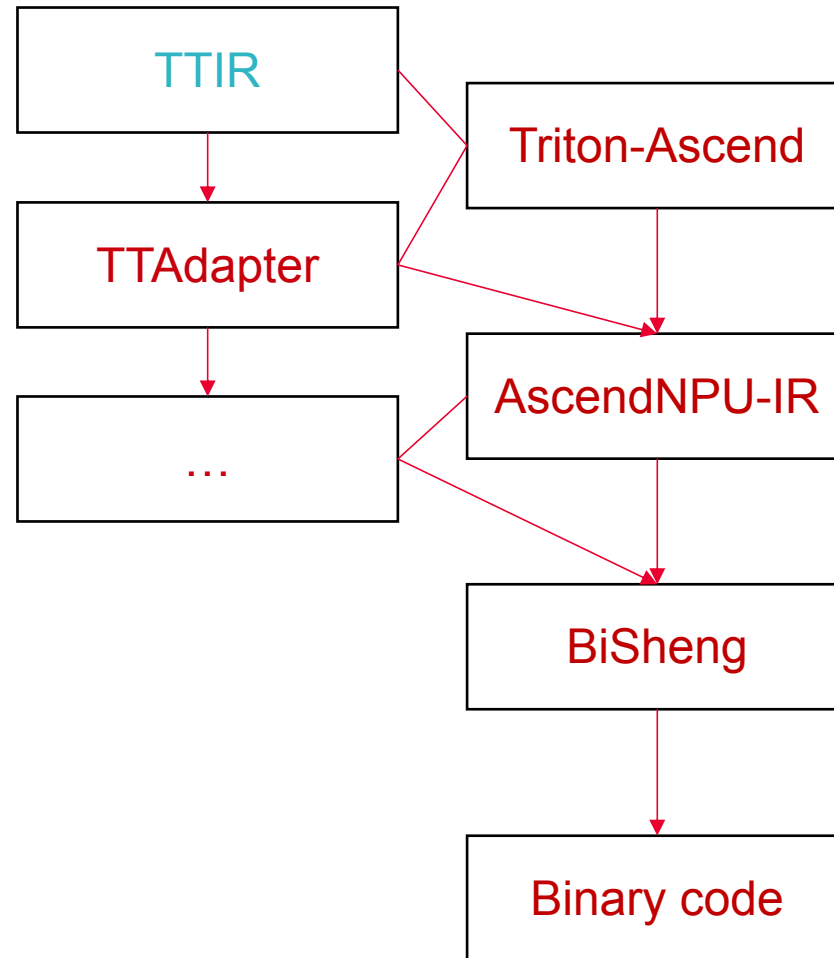 TTIR
Triton-Ascend
TTAdapter
AscendNPU-IR
...
BiSheng
Binary code